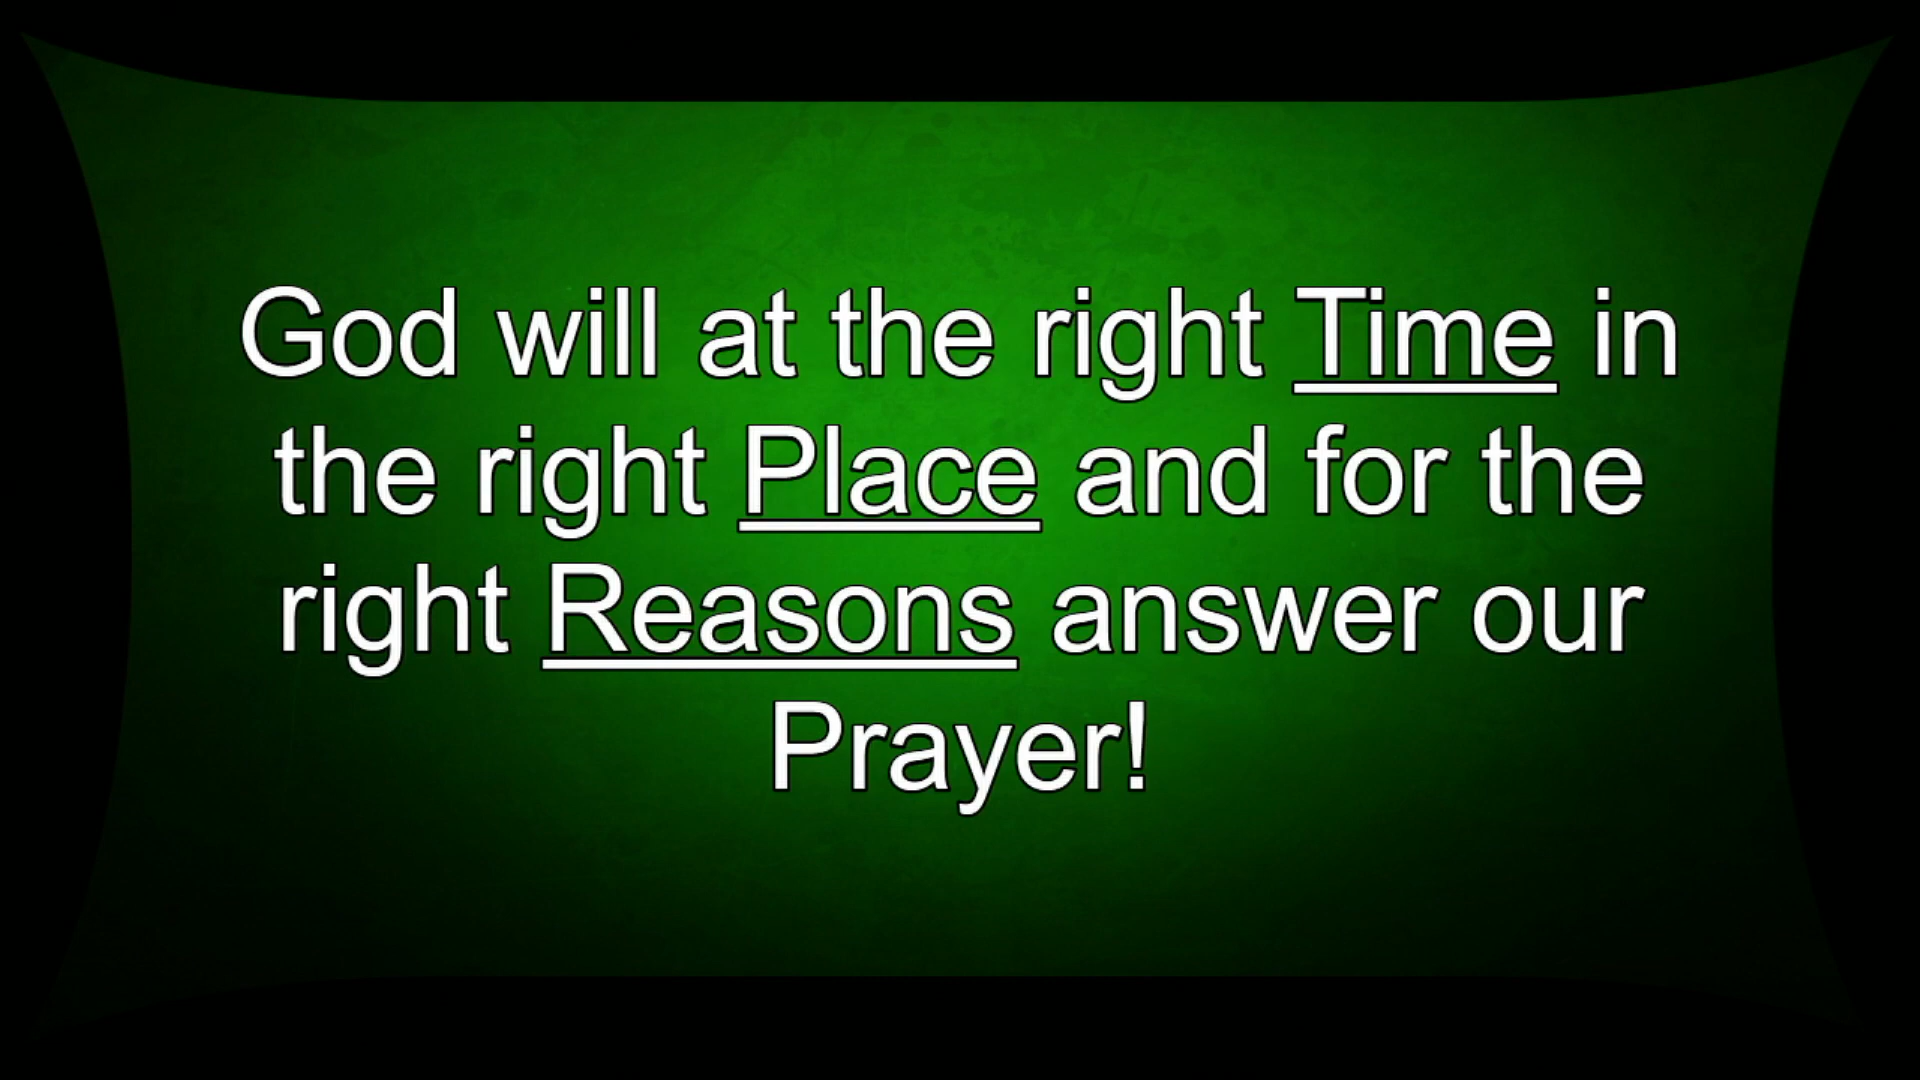 God will at the right Time in
the right Place and for the
right Reasons answer our
Prayer!